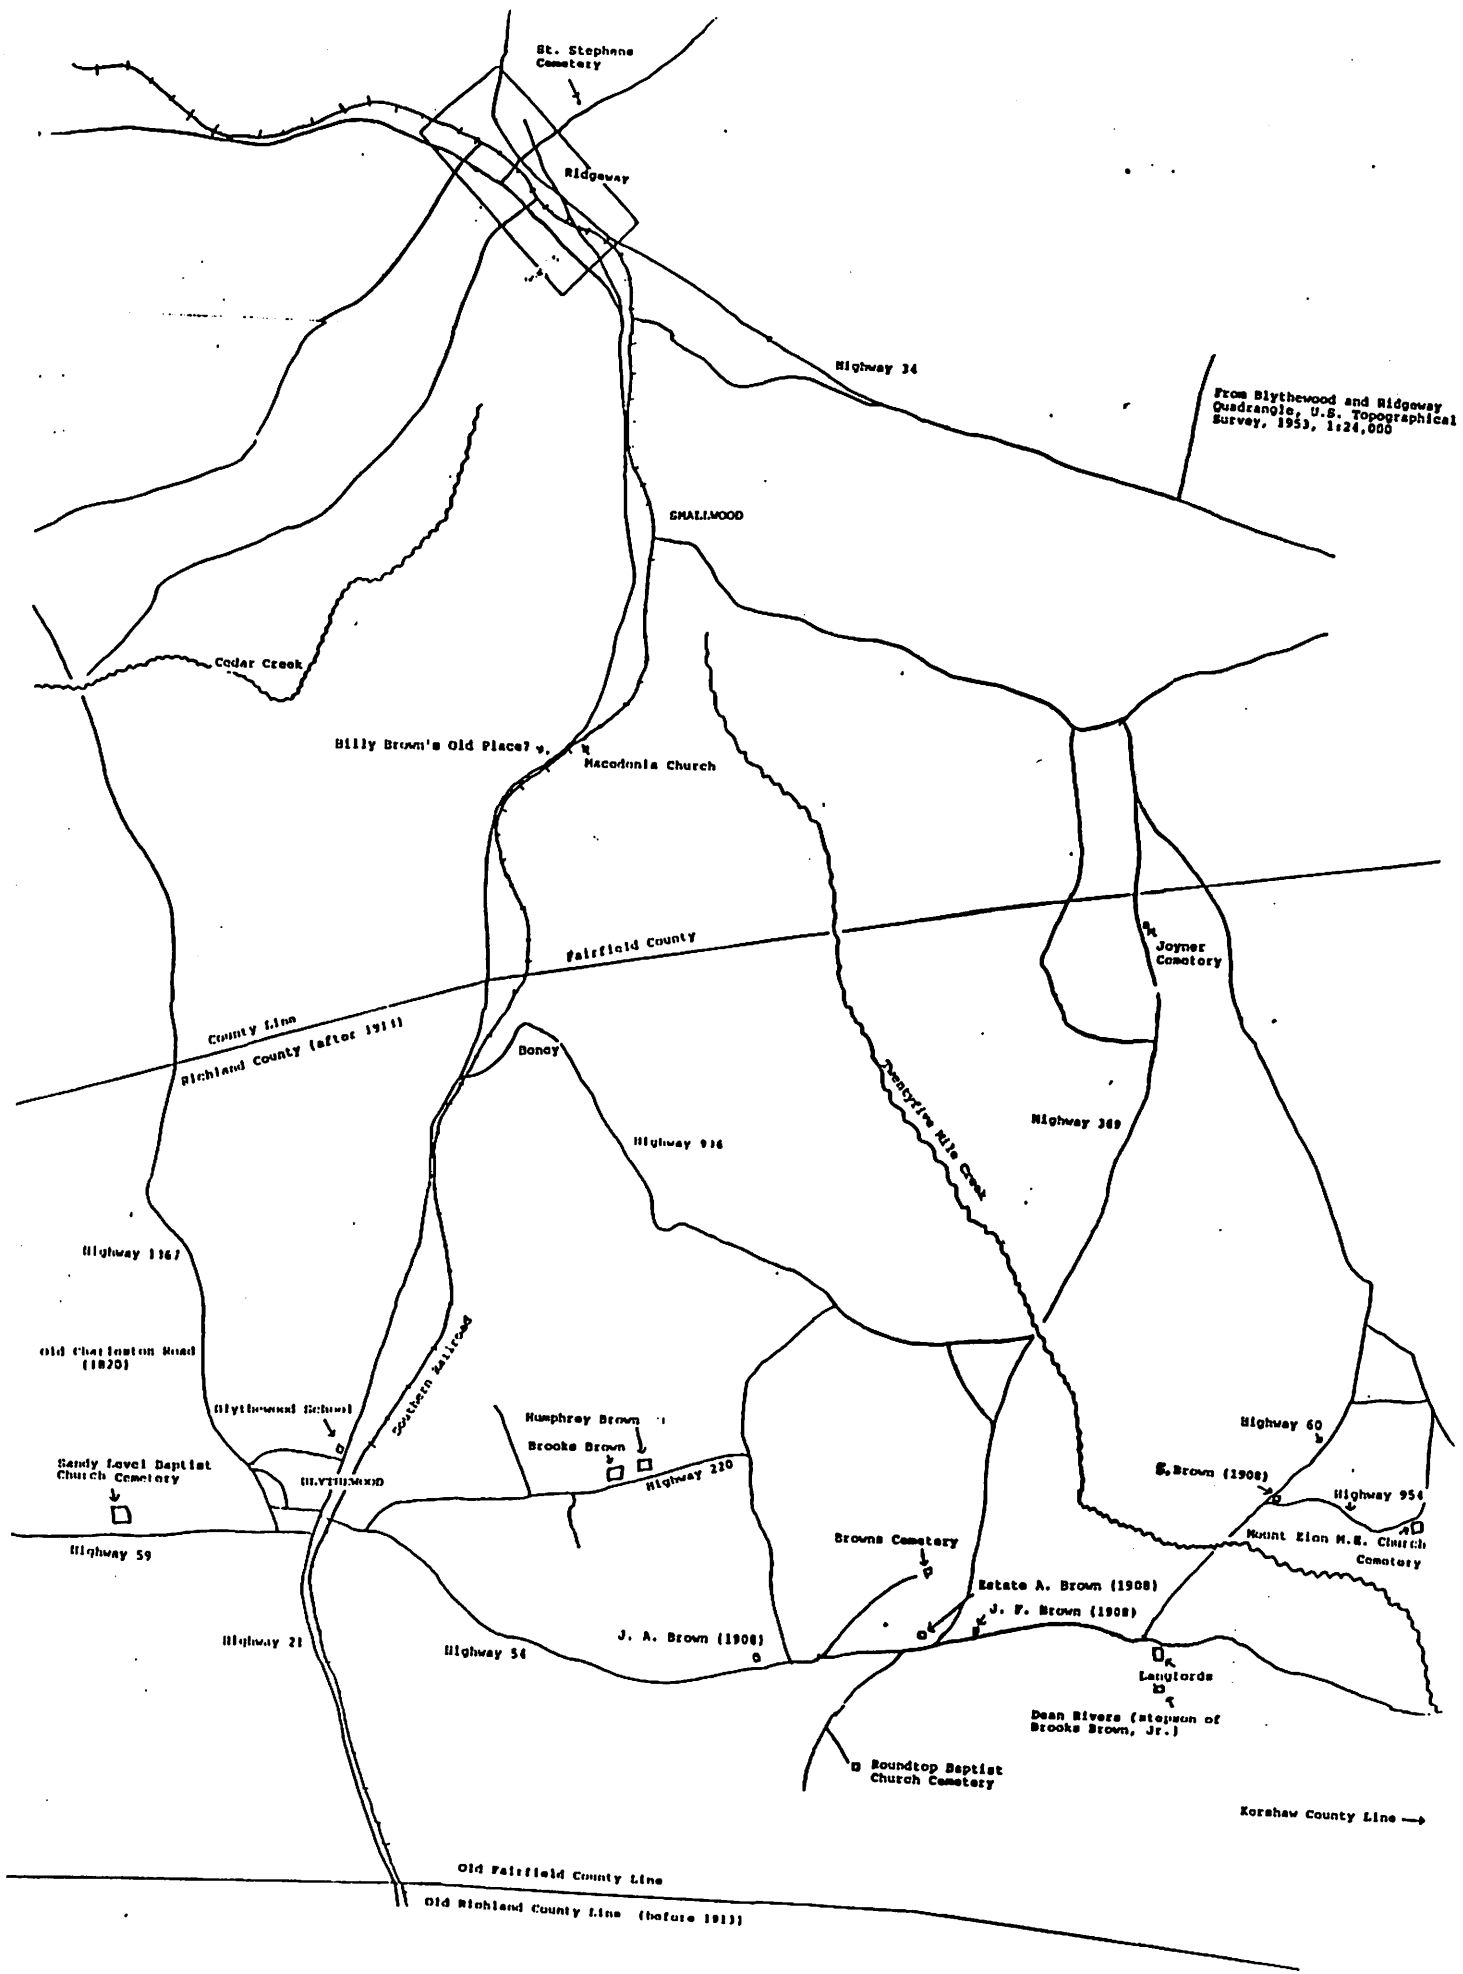 St. Stephens
Cemetery
Ridgeway
Highway 34
From Blythewood and Ridgeway
Quadrangle, U.S. Topographical
Survey, 1953, 1:24,000
SMALLWOOD
Cedar Creek
Billy Brown's Old Place?
Macedonia Church
Fairfield County
Joyner
Cemetery
County Line
Richland County (after 1913)
Boney
Twentyfive Mile Creek
Highway 369
Highway 936
Highway 1367
Old Charleston Road
(1820)
Southern Railroad
Blythewood School
Humphrey Brown
Brooks Brown
Highway 220
Highway 60
Sandy Level Baptist
Church Cemetery
BLYTHEWOOD
S. Brown (1908)
Highway 954
Mount Zion M.E. Church
Cemetery
Highway 59
Browns Cemetery
Estate A. Brown (1908)
J. F. Brown (1908)
J. A. Brown (1908)
Highway 21
Highway 54
Langfords
Dean Rivers (stepson of
Brooks Brown, Jr.)
Roundtop Baptist
Church Cemetery
Kershaw County Line
Old Fairfield County Line
Old Richland County Line (before 1913)